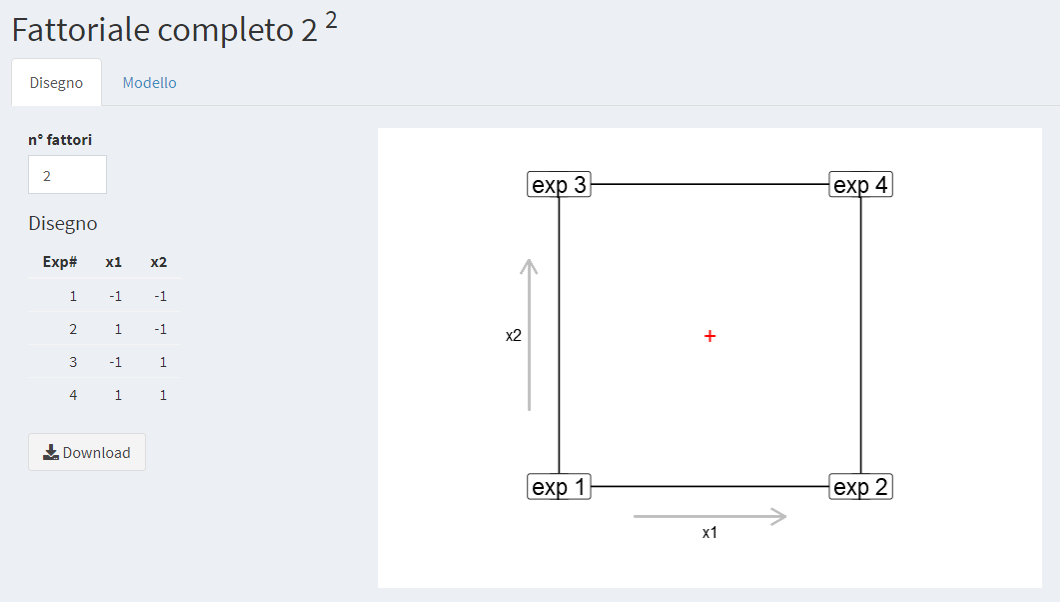 Fattoriale completo 2 2
Disegno Modello
n° fattori
2
Disegno
Exp# x1 x2
1 -1 -1
2 1 -1
3 -1 1
4 1 1
Download
exp 3 exp 4
x2
+
exp 1 exp 2
x1